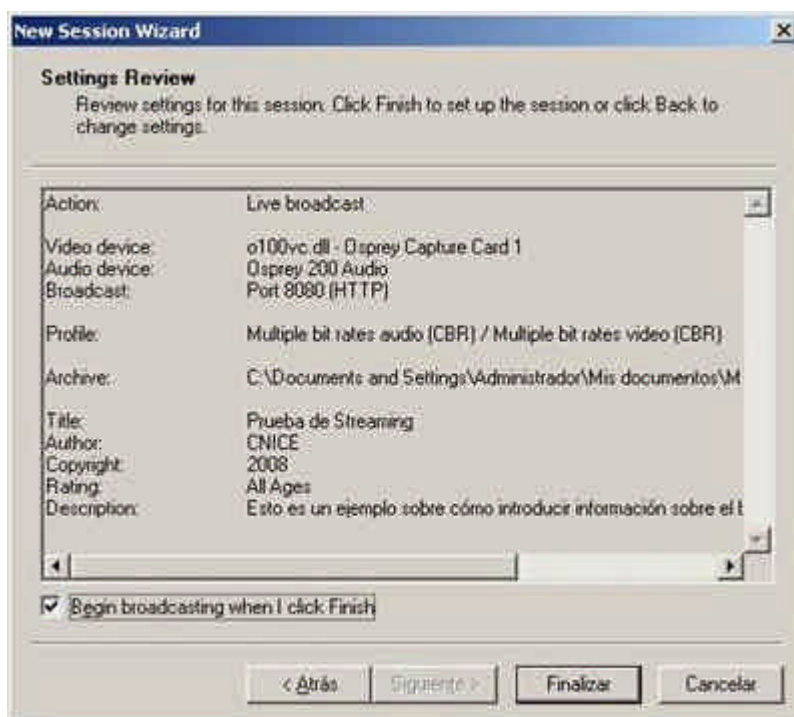 New Session Wizard
Settings Review
Review settings for this session. Click Finish to set up the session or click Back to
change settings.
Action: Live broadcast
Video device: o100vc.dll - Osprey Capture Card 1
Audio device: Osprey 200 Audio
Broadcast: Port 8080 (HTTP)
Profile: Multiple bit rates audio (CBR) / Multiple bit rates video (CBR)
Archive: C:\Documents and Settings\Administrador\Mis documentos\M
Title: Prueba de Streaming
Author: CNICE
Copyright: 2008
Rating: All Ages
Description: Esto es un ejemplo sobre cómo introducir información sobre el
Begin broadcasting when I click Finish
< Atrás Siguiente > Finalizar Cancelar